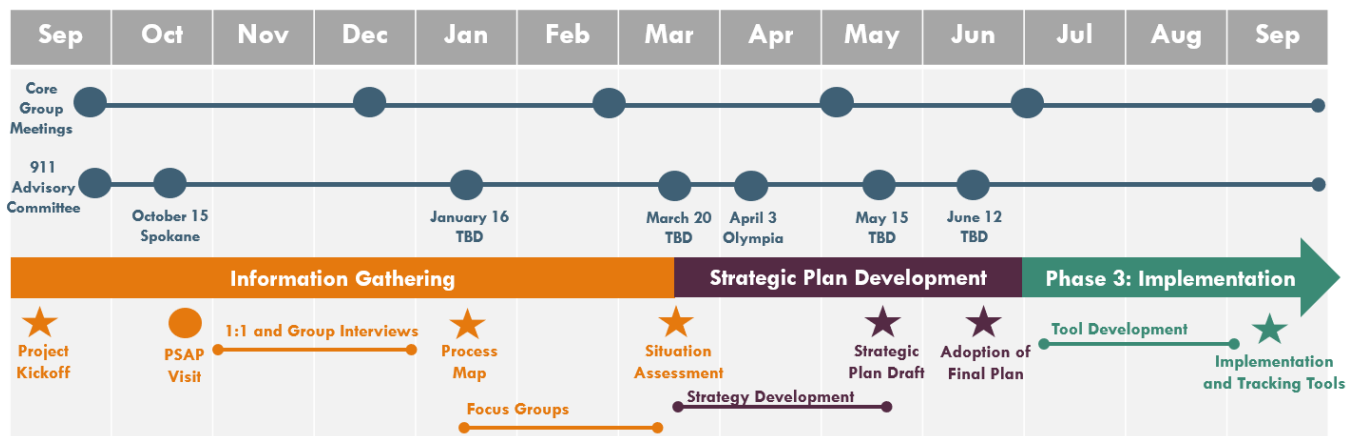 Sep Oct Nov Dec Jan Feb Mar Apr May Jun Jul Aug Sep
Core
Group
Meetings
911
Advisory
Committee
October 15
Spokane
January 16
TBD
March 20
TBD
April 3
Olympia
May 15
TBD
June 12
TBD
Information Gathering
Strategic Plan Development
Phase 3: Implementation
Project
Kickoff
PSAP
Visit
1:1 and Group Interviews
Process
Map
Focus Groups
Situation
Assessment
Strategy Development
Strategic
Plan Draft
Adoption of
Final Plan
Tool Development
Implementation
and Tracking Tools